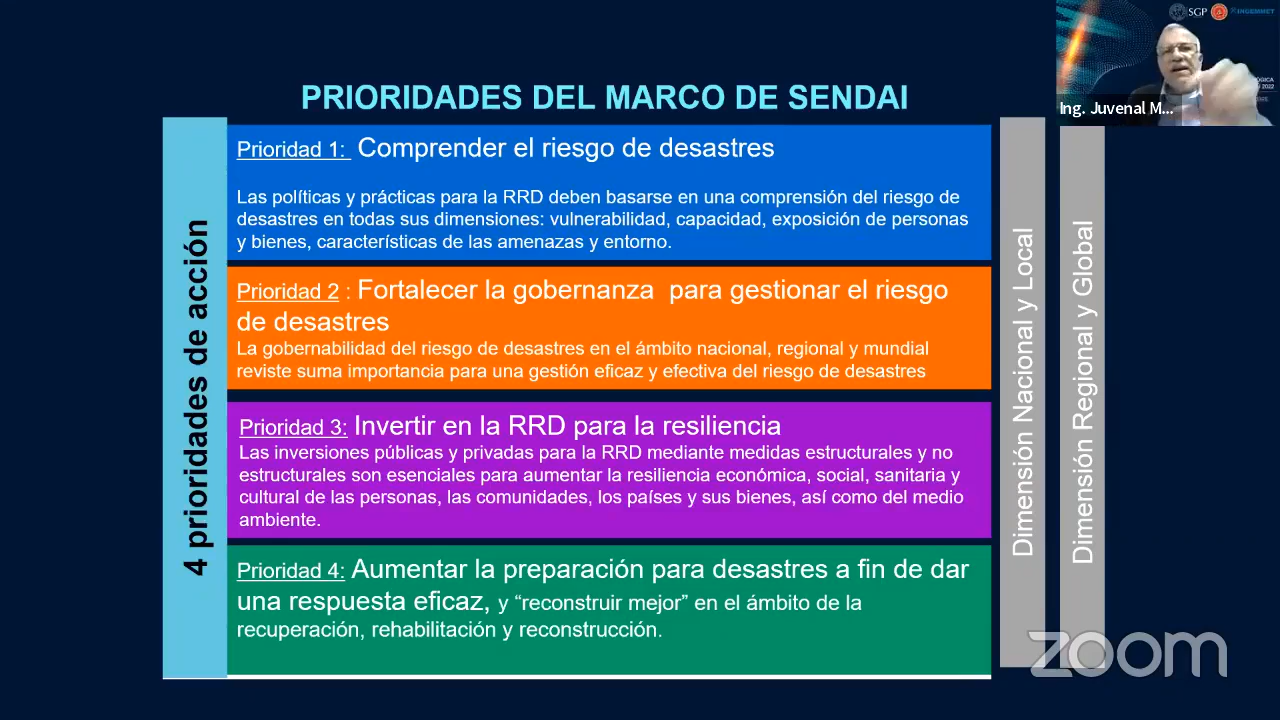 SGP
INGEMMET
2022
Ing. Juvenal M...
PRIORIDADES DEL MARCO DE SENDAI
4 prioridades de acción
Prioridad 1: Comprender el riesgo de desastres
Las políticas y prácticas para la RRD deben basarse en una comprensión del riesgo de
desastres en todas sus dimensiones: vulnerabilidad, capacidad, exposición de personas
y bienes, características de las amenazas y entorno.
Prioridad 2 : Fortalecer la gobernanza para gestionar el riesgo
de desastres
La gobernabilidad del riesgo de desastres en el ámbito nacional, regional y mundial
reviste suma importancia para una gestión eficaz y efectiva del riesgo de desastres
Prioridad 3: Invertir en la RRD para la resiliencia
Las inversiones públicas y privadas para la RRD mediante medidas estructurales y no
estructurales son esenciales para aumentar la resiliencia económica, social, sanitaria y
cultural de las personas, las comunidades, los países y sus bienes, así como del medio
ambiente.
Prioridad 4: Aumentar la preparación para desastres a fin de dar
una respuesta eficaz, y “reconstruir mejor” en el ámbito de la
recuperación, rehabilitación y reconstrucción.
Dimensión Nacional y Local
Dimensión Regional y Global
zoom